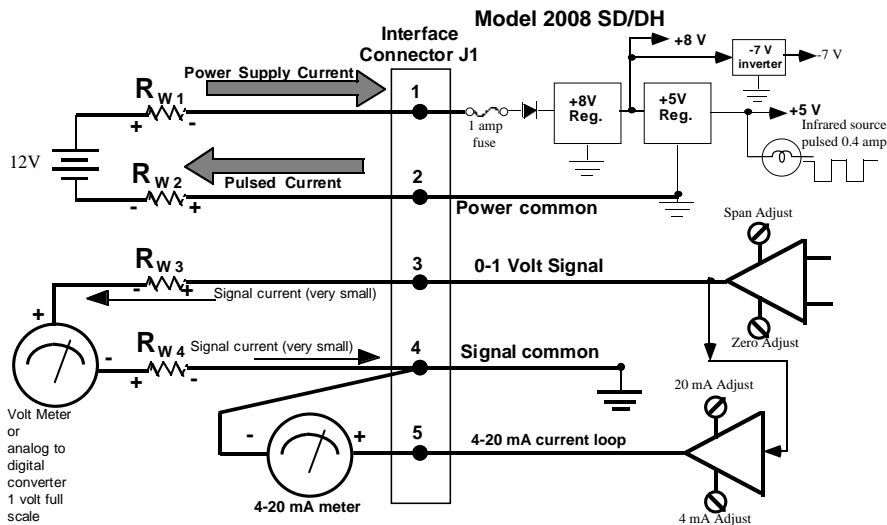 Model 2008 SD/DH
Interface
Connector J1
Power Supply Current
R W 1
+ -
12V
1
1 amp
fuse
+8V
Reg.
+8 V
+5V
Reg.
-7 V
inverter
-7 V
+5 V
Infrared source
pulsed 0.4 amp
R W 2
- +
Pulsed Current
2
Power common
R W 3
- +
Signal current (very small)
3
0-1 Volt Signal
Span Adjust
Zero Adjust
+
-
R W 4
+ -
Signal current (very small)
4
Signal common
Volt Meter
or
analog to
digital
converter
1 volt full
scale
- +
4-20 mA meter
5
4-20 mA current loop
20 mA Adjust
4 mA Adjust